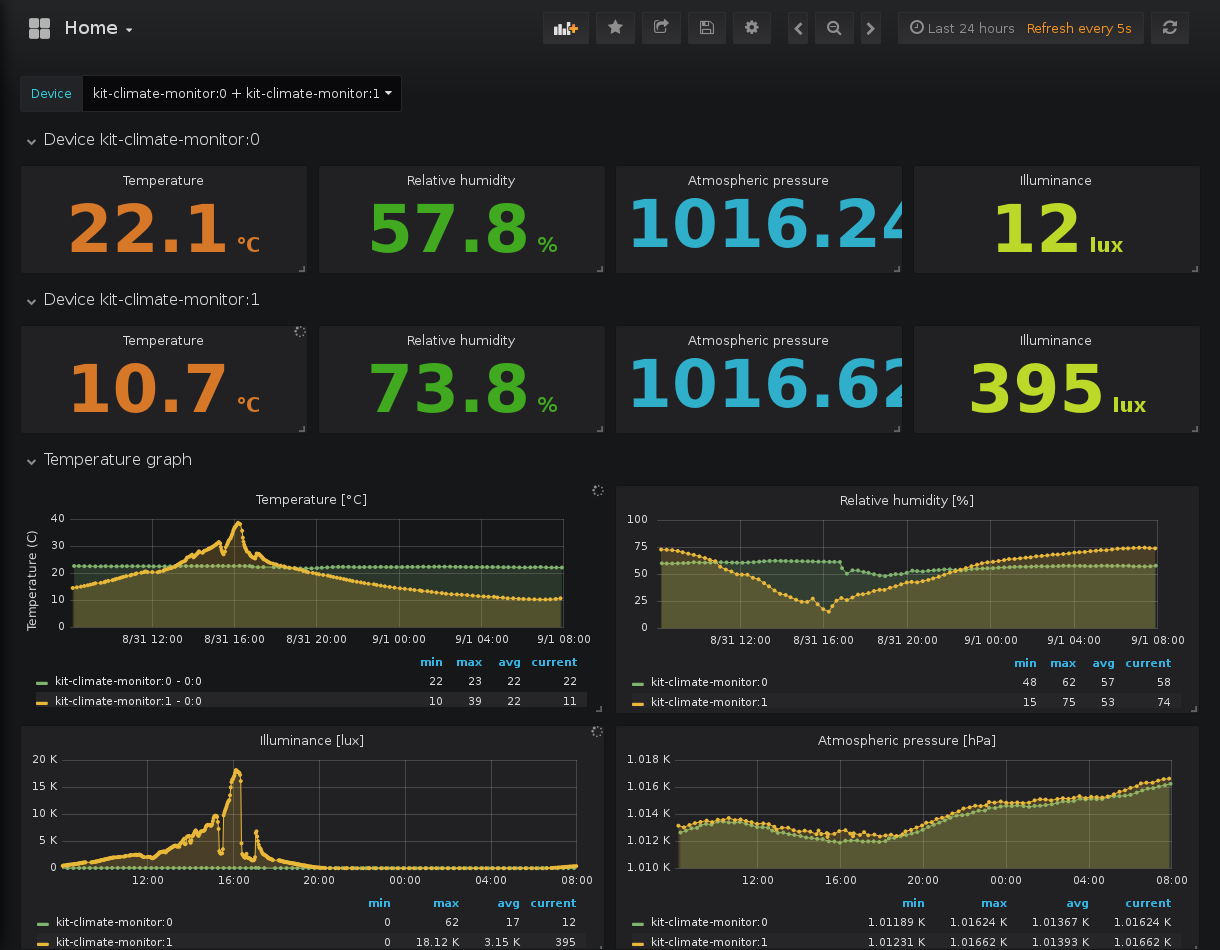 Home
Last 24 hours Refresh every 5s
Device kit-climate-monitor:0 + kit-climate-monitor:1
Device kit-climate-monitor:0
Temperature Relative humidity Atmospheric pressure Illuminance
22.1 °C 57.8 % 1016.24 12 lux
Device kit-climate-monitor:1
Temperature Relative humidity Atmospheric pressure Illuminance
10.7 °C 73.8 % 1016.62 395 lux
Temperature graph
Temperature [°C]
Temperature (C)
40
30
20
10
0
8/31 12:00 8/31 16:00 8/31 20:00 9/1 00:00 9/1 04:00 9/1 08:00
min max avg current
kit-climate-monitor:0 - 0:0 22 23 22 22
kit-climate-monitor:1 - 0:0 10 39 22 11
Relative humidity [%]
100
75
50
25
0
8/31 12:00 8/31 16:00 8/31 20:00 9/1 00:00 9/1 04:00 9/1 08:00
min max avg current
kit-climate-monitor:0 48 62 57 58
kit-climate-monitor:1 15 75 53 74
Illuminance [lux]
20 K
15 K
10 K
5 K
0
12:00 16:00 20:00 00:00 04:00 08:00
min max avg current
kit-climate-monitor:0 0 62 17 12
kit-climate-monitor:1 0 18.12 K 3.15 K 395
Atmospheric pressure [hPa]
1.018 K
1.016 K
1.014 K
1.012 K
1.010 K
12:00 16:00 20:00 00:00 04:00 08:00
min max avg current
kit-climate-monitor:0 1.01189 K 1.01624 K 1.01367 K 1.01624 K
kit-climate-monitor:1 1.01231 K 1.01662 K 1.01393 K 1.01662 K